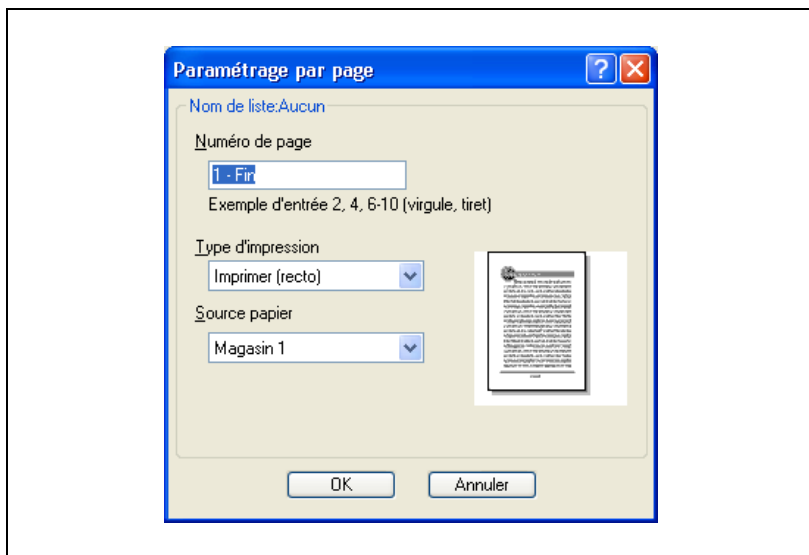 Paramétrage par page
Nom de liste:Aucun
Numéro de page
1 - Fin
Exemple d'entrée 2, 4, 6-10 (virgule, tiret)
Type d'impression
Imprimer (recto)
Source papier
Magasin 1
OK
Annuler